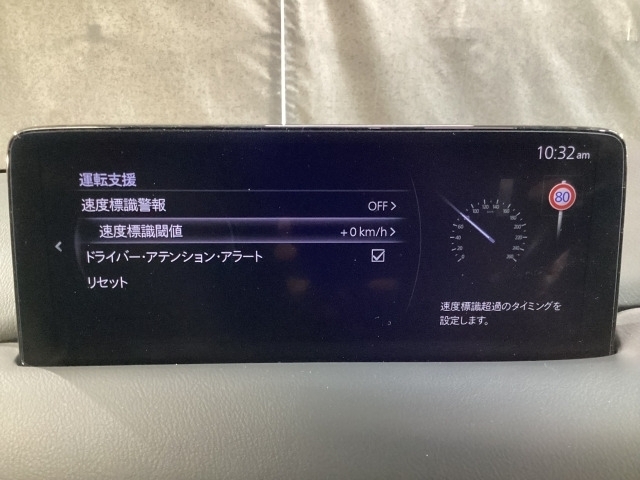 10:32am
運転支援
速度標識警報 OFF
速度標識閾値 +0km/h
ドライバー・アテンション・アラート
リセット
80
速度標識超過のタイミングを
設定します。